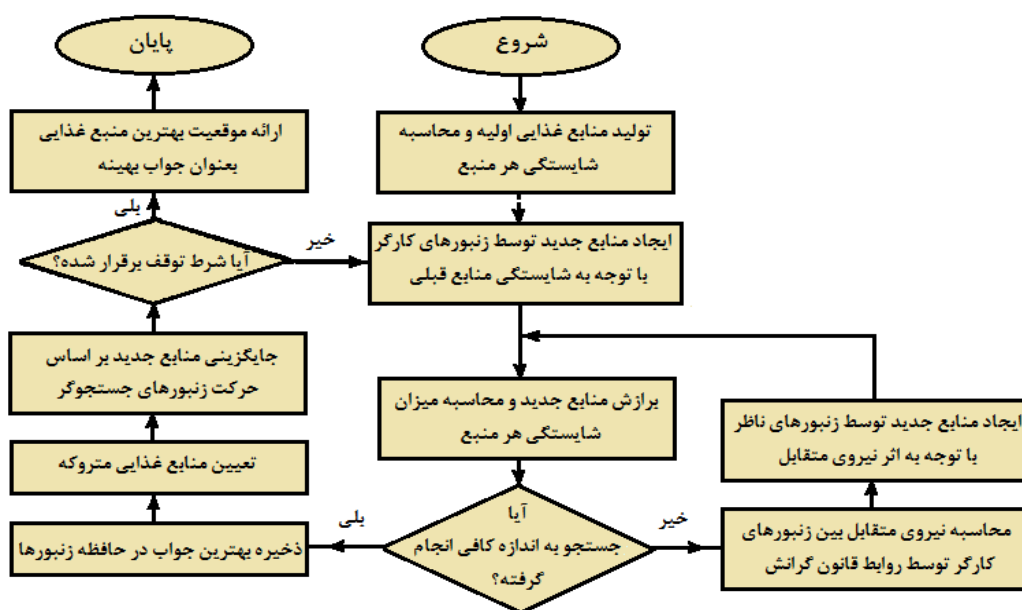 شروع
تولید منابع غذایی اولیه و محاسبه
شایستگی هر منبع
ایجاد منابع جدید توسط زنبورهای کارگر
با توجه به شایستگی منابع قبلی
برازش منابع جدید و محاسبه میزان
شایستگی هر منبع
آیا
جستجو به اندازه کافی انجام
گرفته؟
خیر
محاسبه نیروی متقابل بین زنبورهای
کارگر توسط روابط قانون گرانش
ایجاد منابع جدید توسط زنبورهای ناظر
با توجه به اثر نیروی متقابل
بلی
ذخیره بهترین جواب در حافظه زنبورها
تعیین منابع غذایی متروکه
جایگزینی منابع جدید بر اساس
حرکت زنبورهای جستجوگر
آیا شرط توقف برقرار شده؟
خیر
بلی
ارائه موقعیت بهترین منبع غذایی
بعنوان جواب بهینه
پایان